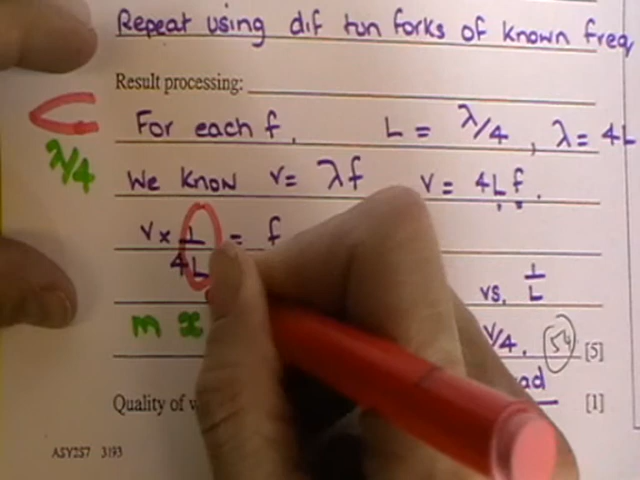 Repeat using dif tun forks of known freq
Result processing:
For each f, L = λ/4, λ = 4L
λ/4
We know v = λf v = 4Lf.
v x 1/4L = f
vs. 1/L
m x
v/4. 54 [5]
ad
Quality of [1]
ASY2S7 3193